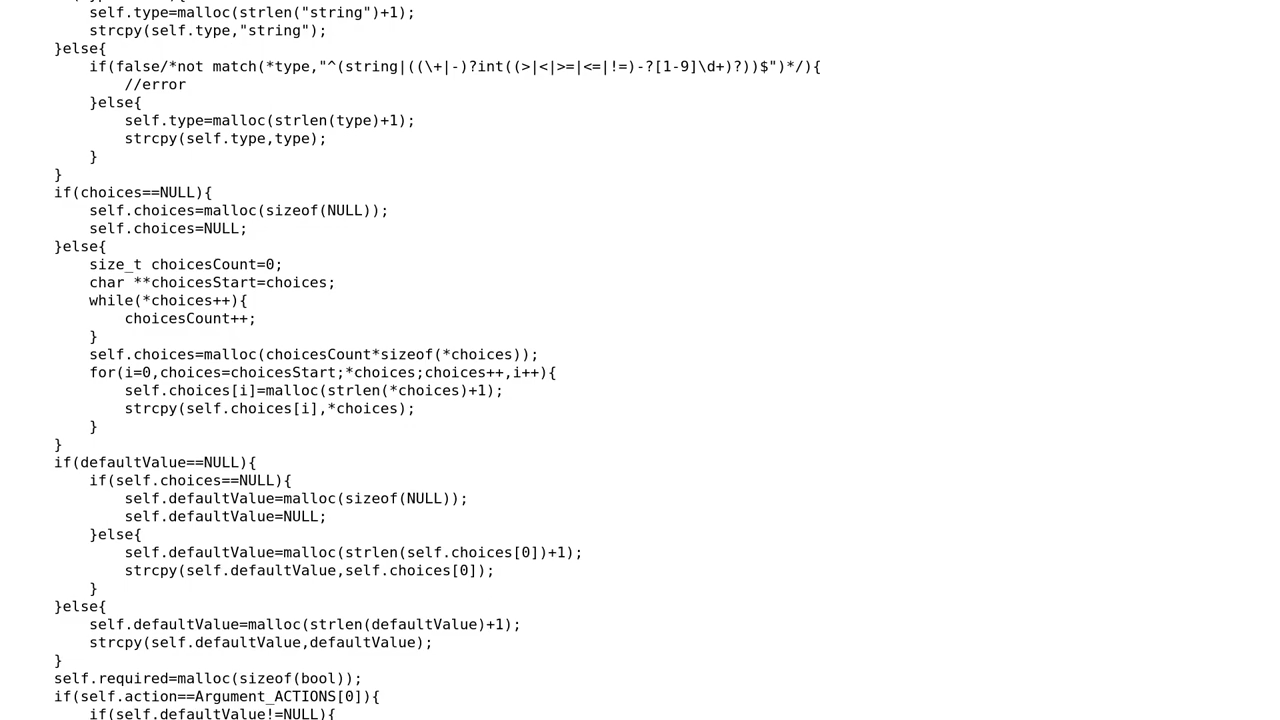 self.type=malloc(strlen("string")+1);
strcpy(self.type,"string");
}else{
if(false/*not match(*type,"^(string|((\+|-)?int((>|<|>=|<=|!=)-?[1-9]\d+)?))$")*/){
//error
}else{
self.type=malloc(strlen(type)+1);
strcpy(self.type,type);
}
}
if(choices==NULL){
self.choices=malloc(sizeof(NULL));
self.choices=NULL;
}else{
size_t choicesCount=0;
char **choicesStart=choices;
while(*choices++){
choicesCount++;
}
self.choices=malloc(choicesCount*sizeof(*choices));
for(i=0,choices=choicesStart;*choices;choices++,i++){
self.choices[i]=malloc(strlen(*choices)+1);
strcpy(self.choices[i],*choices);
}
}
if(defaultValue==NULL){
if(self.choices==NULL){
self.defaultValue=malloc(sizeof(NULL));
self.defaultValue=NULL;
}else{
self.defaultValue=malloc(strlen(self.choices[0])+1);
strcpy(self.defaultValue,self.choices[0]);
}
}else{
self.defaultValue=malloc(strlen(defaultValue)+1);
strcpy(self.defaultValue,defaultValue);
}
self.required=malloc(sizeof(bool));
if(self.action==Argument_ACTIONS[0]){
if(self.defaultValue!=NULL){